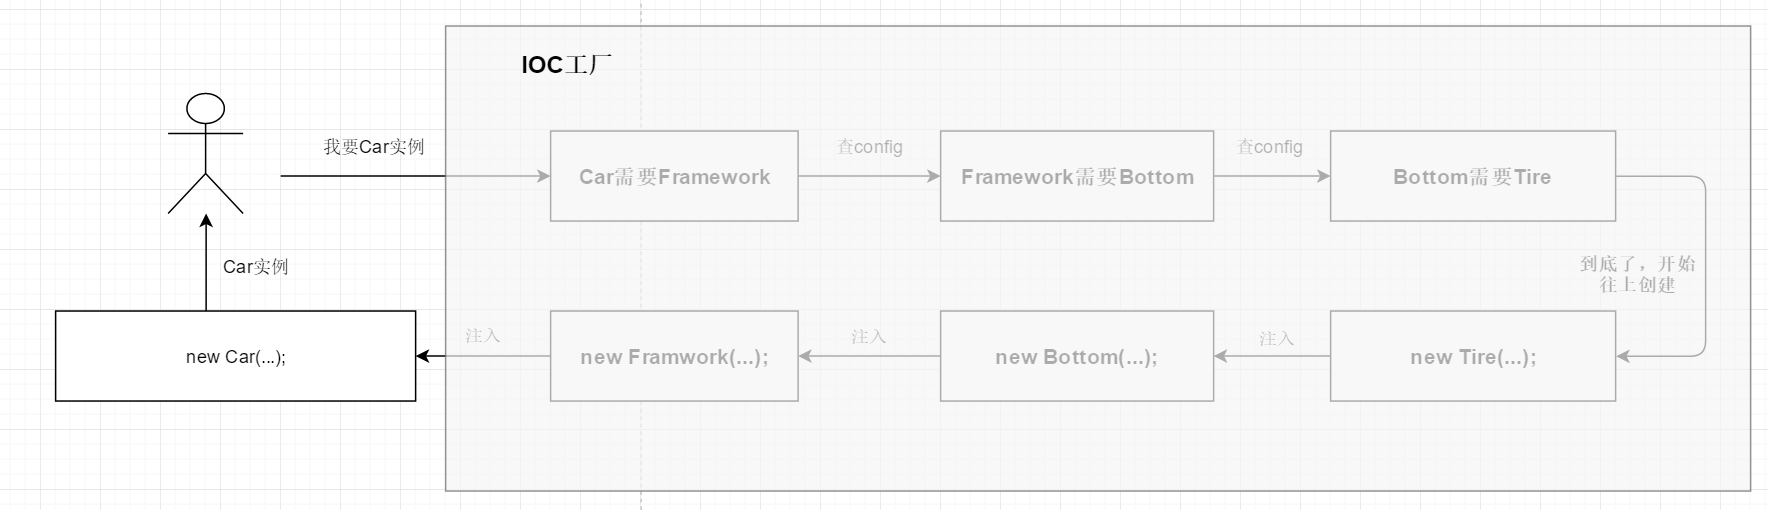 IOC工厂
我要Car实例
Car需要Framework
查config
Framework需要Bottom
查config
Bottom需要Tire
到底了，开始
往上创建
new Tire(...);
注入
new Bottom(...);
注入
new Framwork(...);
注入
new Car(...);
Car实例